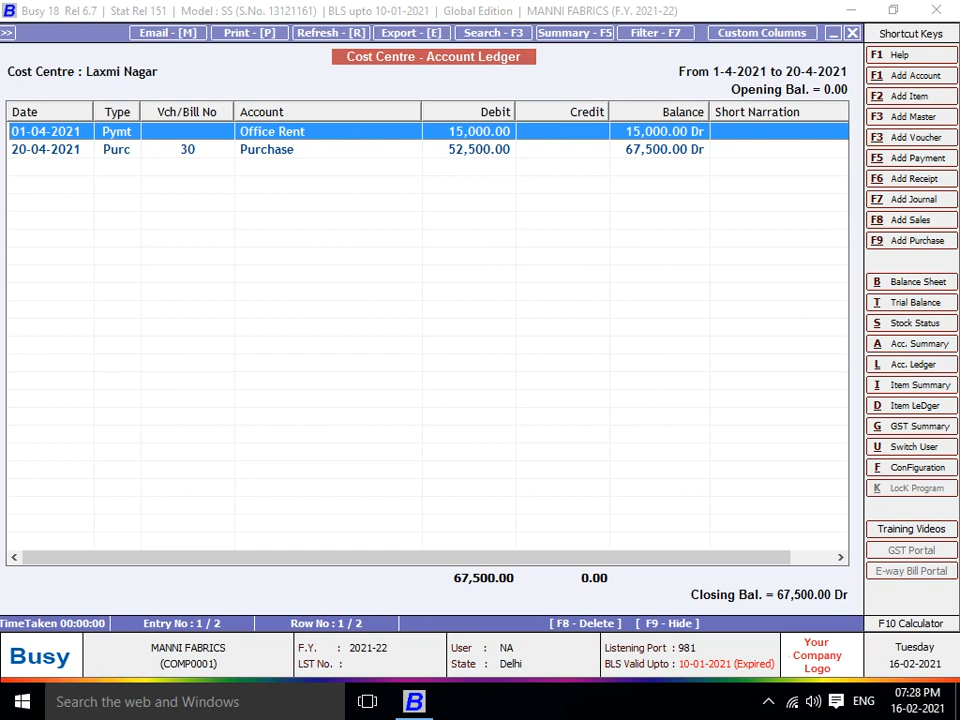 Busy 18 Rel 6.7 | Stat Rel 151 | Model : SS (S.No. 13121161) | BLS upto 10-01-2021 | Global Edition | MANNI FABRICS (F.Y. 2021-22)
>> Email - [M] Print - [P] Refresh - [R] Export - [E] Search - F3 Summary - F5 Filter - F7 Custom Columns
Cost Centre - Account Ledger
Cost Centre : Laxmi Nagar From 1-4-2021 to 20-4-2021
Opening Bal. = 0.00
Date Type Vch/Bill No Account Debit Credit Balance Short Narration
01-04-2021 Pymt Office Rent 15,000.00 15,000.00 Dr
20-04-2021 Purc 30 Purchase 52,500.00 67,500.00 Dr
67,500.00 0.00
Closing Bal. = 67,500.00 Dr
TimeTaken 00:00:00 Entry No : 1 / 2 Row No : 1 / 2 [ F8 - Delete ] [ F9 - Hide ]
Shortcut Keys
F1 Help
F1 Add Account
F2 Add Item
F3 Add Master
F3 Add Voucher
F5 Add Payment
F6 Add Receipt
F7 Add Journal
F8 Add Sales
F9 Add Purchase
B Balance Sheet
T Trial Balance
S Stock Status
A Acc. Summary
L Acc. Ledger
I Item Summary
D Item LeDger
G GST Summary
U Switch User
F ConFiguration
K LocK Program
Training Videos
GST Portal
E-way Bill Portal
F10 Calculator
Busy
MANNI FABRICS
(COMP0001)
F.Y. : 2021-22
LST No. :
User : NA
State : Delhi
Listening Port : 981
BLS Valid Upto : 10-01-2021 (Expired)
Your
Company
Logo
Tuesday
16-02-2021
Search the web and Windows
B
ENG
07:28 PM
16-02-2021